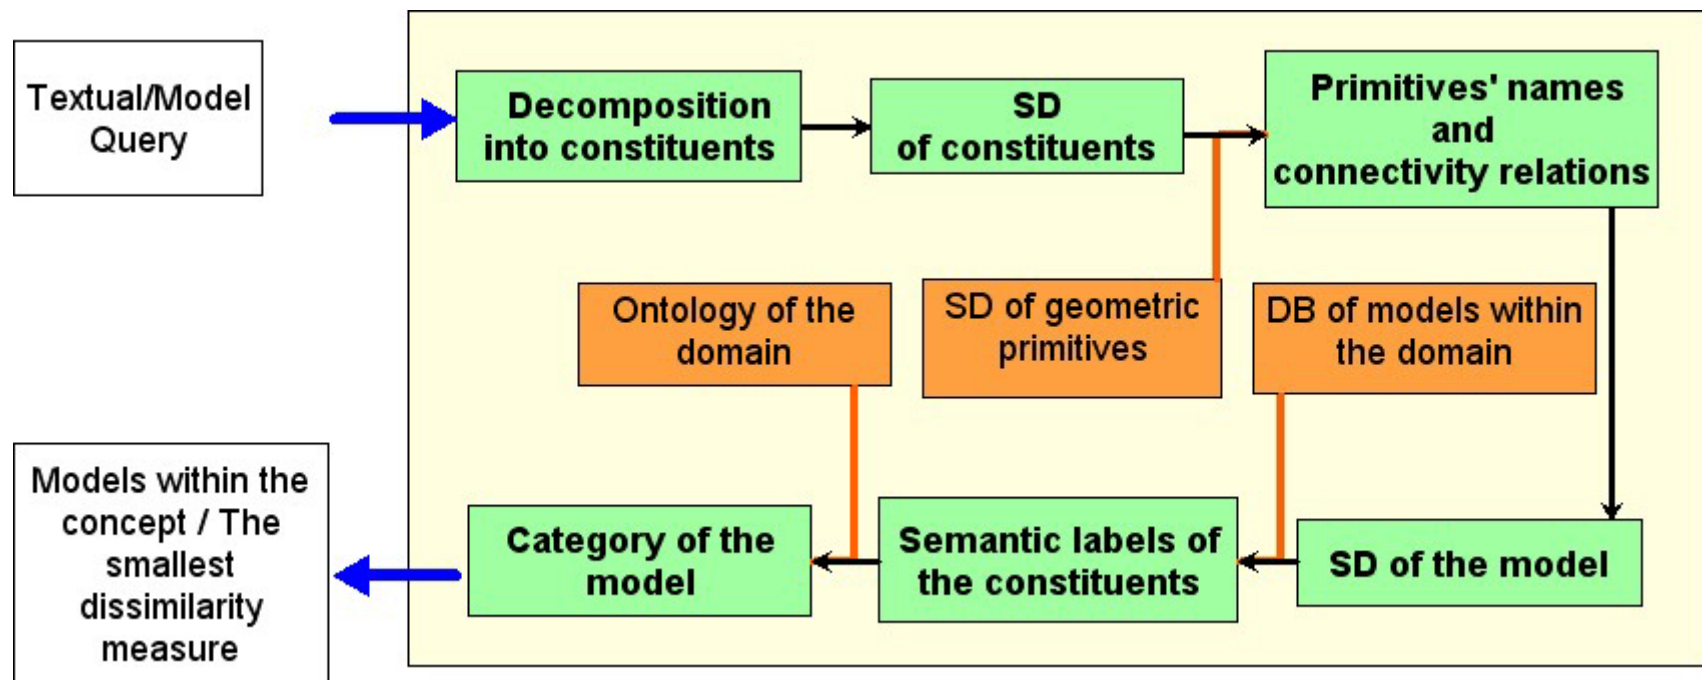 Textual/Model
Query
Decomposition
into constituents
SD
of constituents
Primitives' names
and
connectivity relations
Ontology of the
domain
SD of geometric
primitives
DB of models within
the domain
Models within the
concept / The
smallest
dissimilarity
measure
Category of the
model
Semantic labels of
the constituents
SD of the model